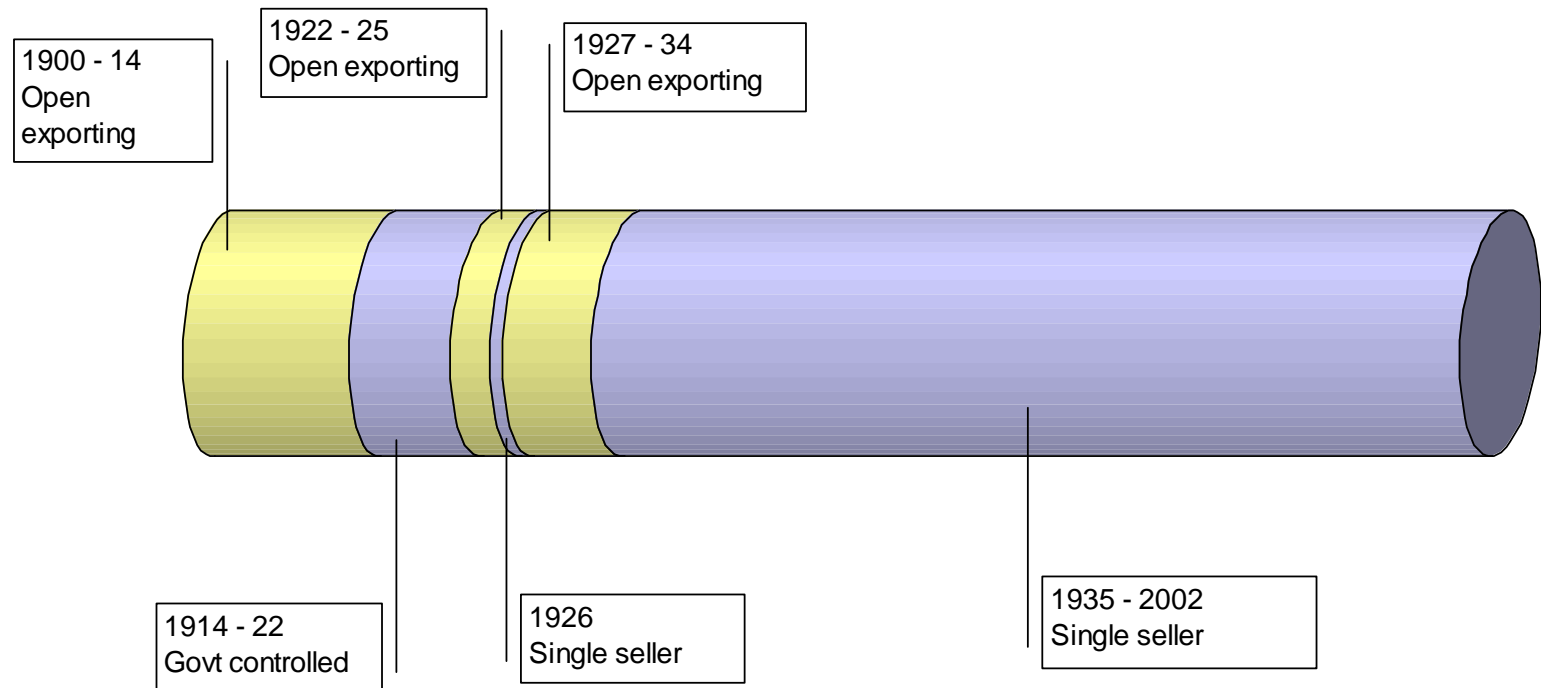 1900 - 14
Open
exporting
1922 - 25
Open exporting
1927 - 34
Open exporting
1914 - 22
Govt controlled
1926
Single seller
1935 - 2002
Single seller